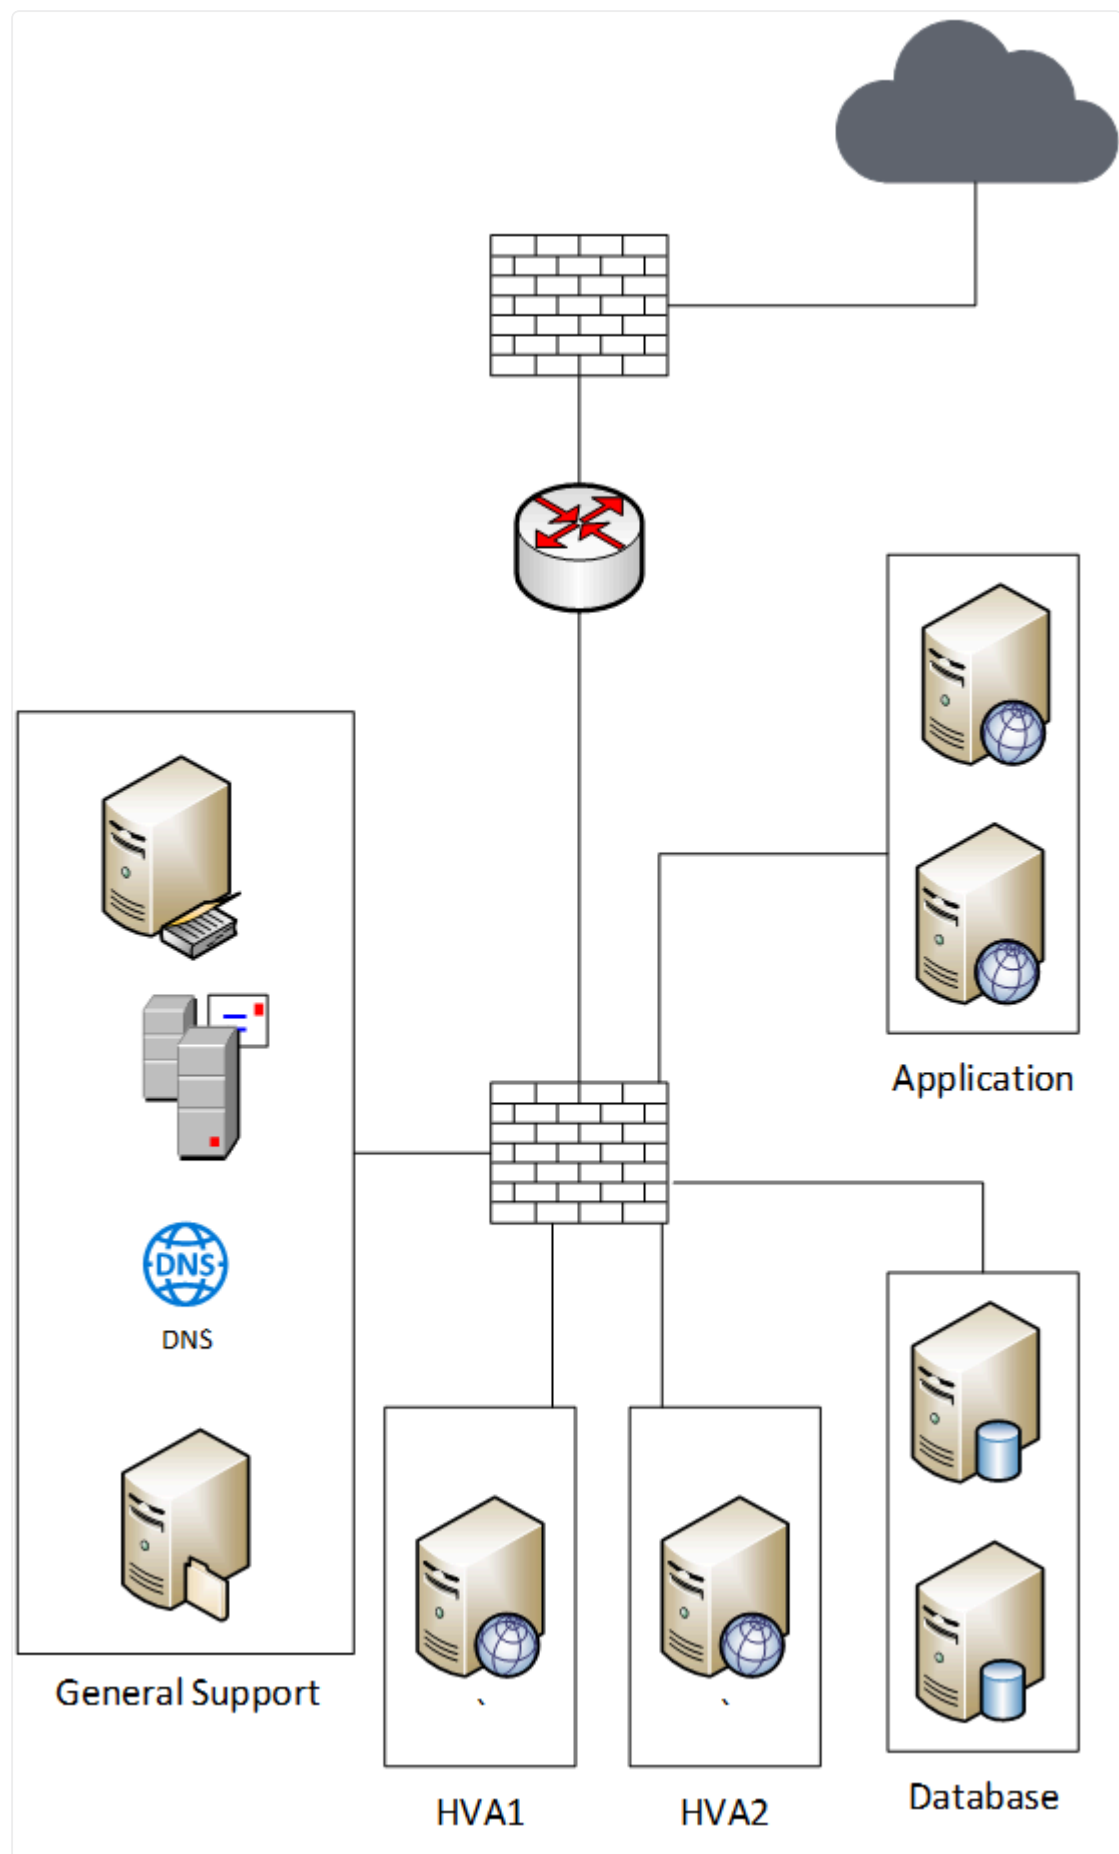 Application
DNS
DNS
General Support
`
`
HVA1
HVA2
Database